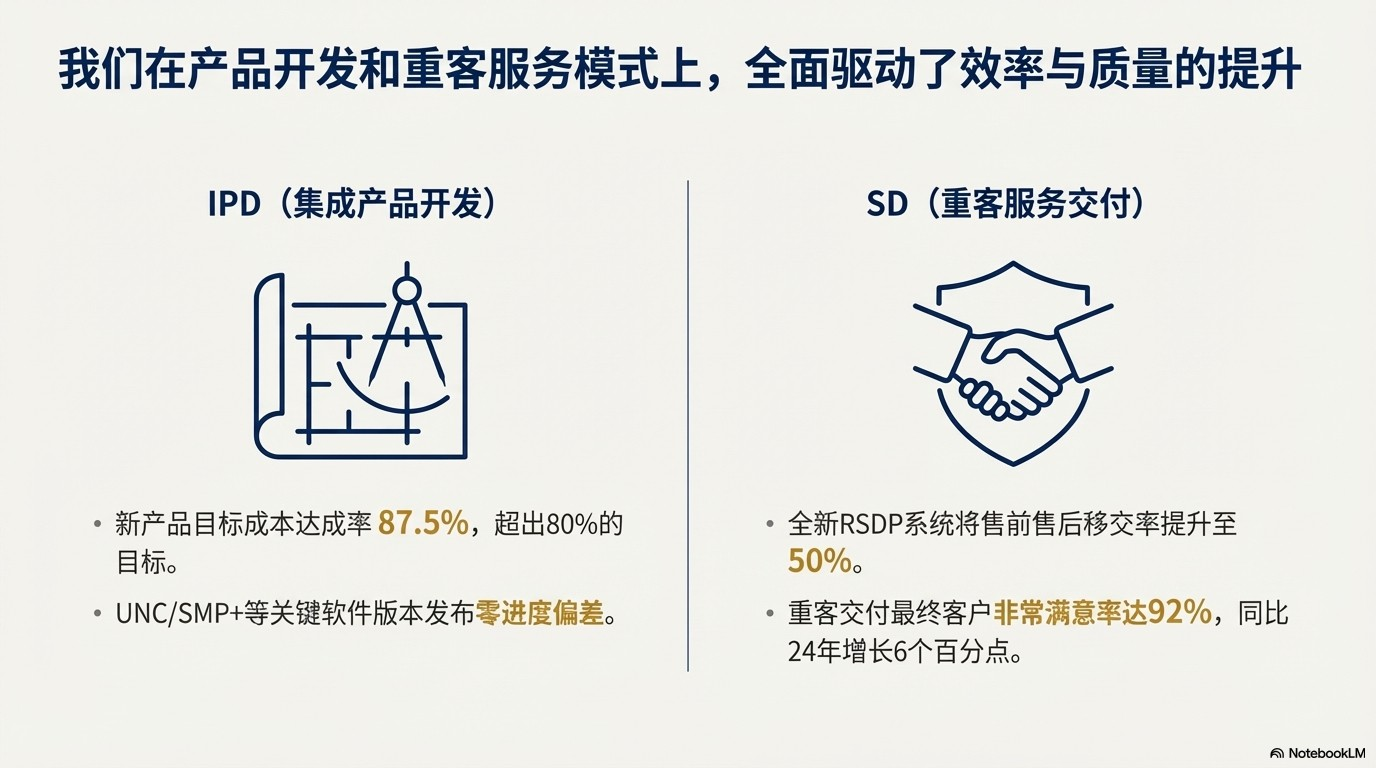 我们在产品开发和重客服务模式上，全面驱动了效率与质量的提升
IPD（集成产品开发）
• 新产品目标成本达成率 87.5%，超出80%的
目标。
• UNC/SMP+等关键软件版本发布零进度偏差。
SD（重客服务交付）
• 全新RSDP系统将售前售后移交率提升至
50%。
• 重客交付最终客户非常满意率达92%，同比
24年增长6个百分点。
NotebookLM